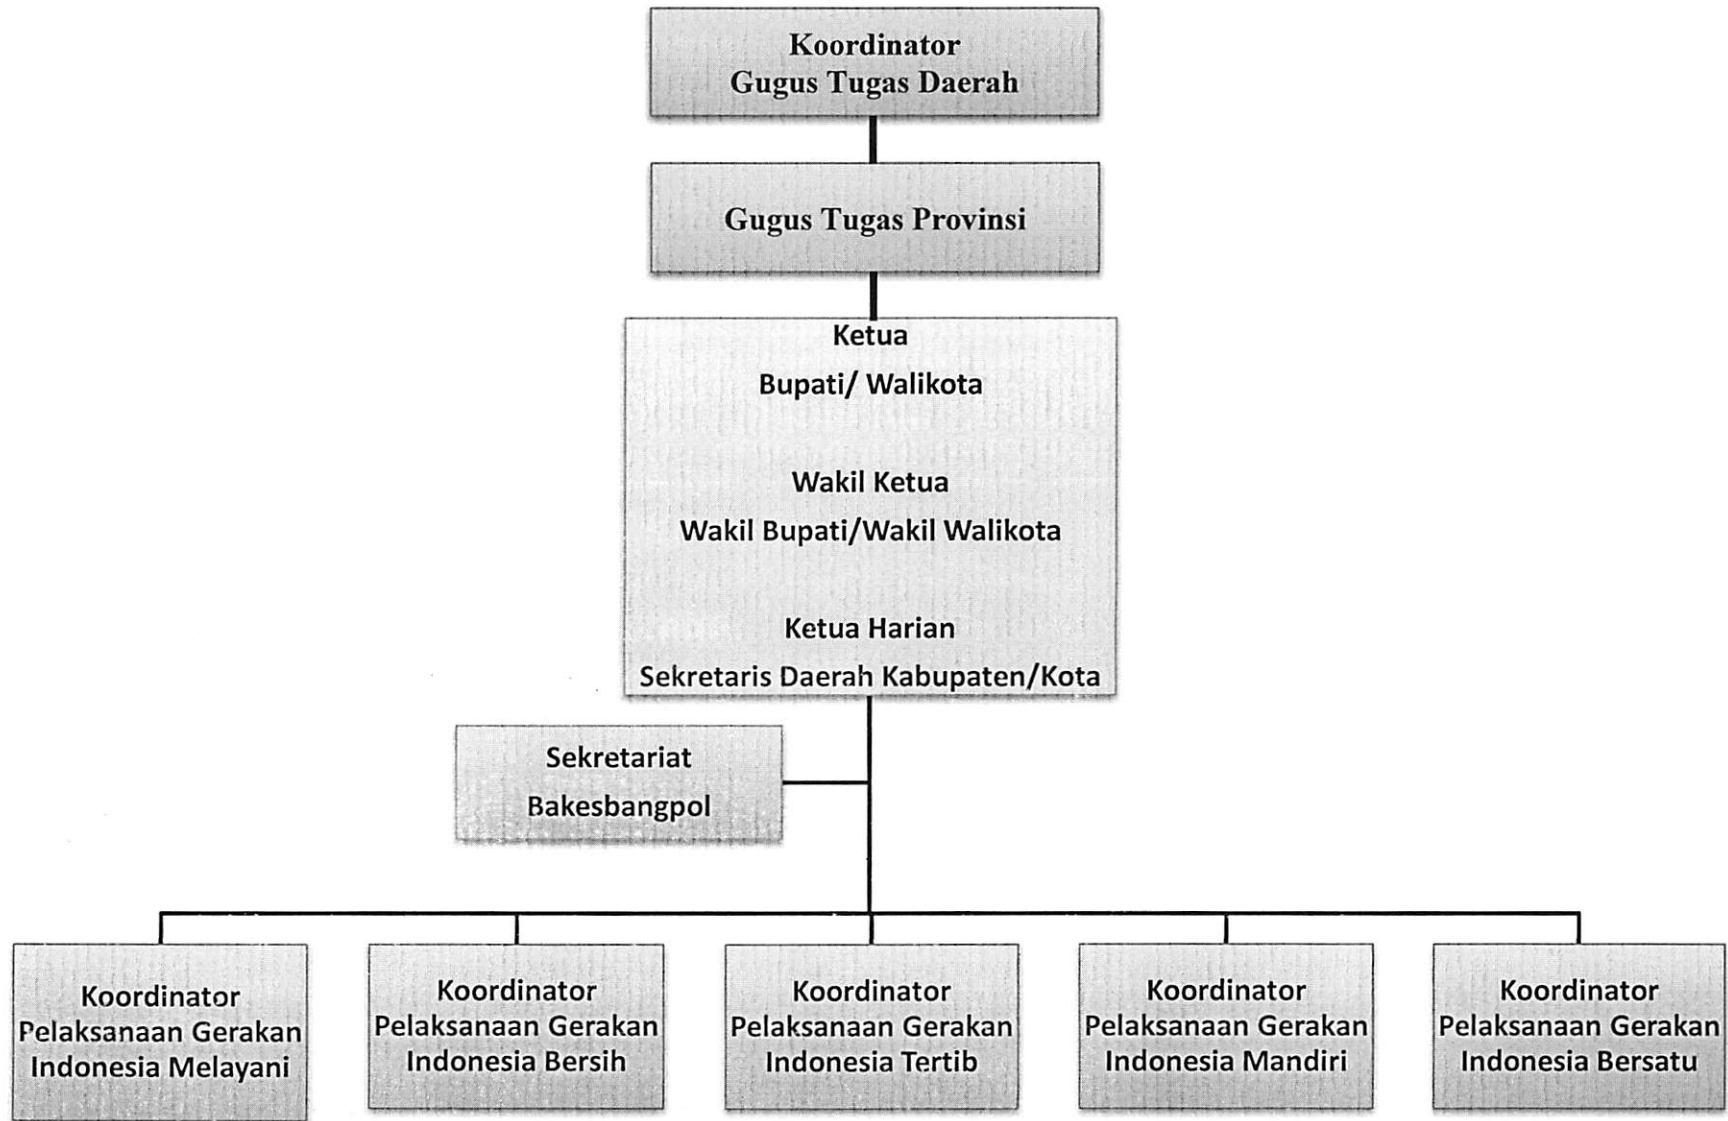 Koordinator
Gugus Tugas Daerah
Gugus Tugas Provinsi
Ketua
Bupati/ Walikota
Wakil Ketua
Wakil Bupati/Wakil Walikota
Ketua Harian
Sekretaris Daerah Kabupaten/Kota
Sekretariat
Bakesbangpol
Koordinator
Pelaksanaan Gerakan
Indonesia Melayani
Koordinator
Pelaksanaan Gerakan
Indonesia Bersih
Koordinator
Pelaksanaan Gerakan
Indonesia Tertib
Koordinator
Pelaksanaan Gerakan
Indonesia Mandiri
Koordinator
Pelaksanaan Gerakan
Indonesia Bersatu